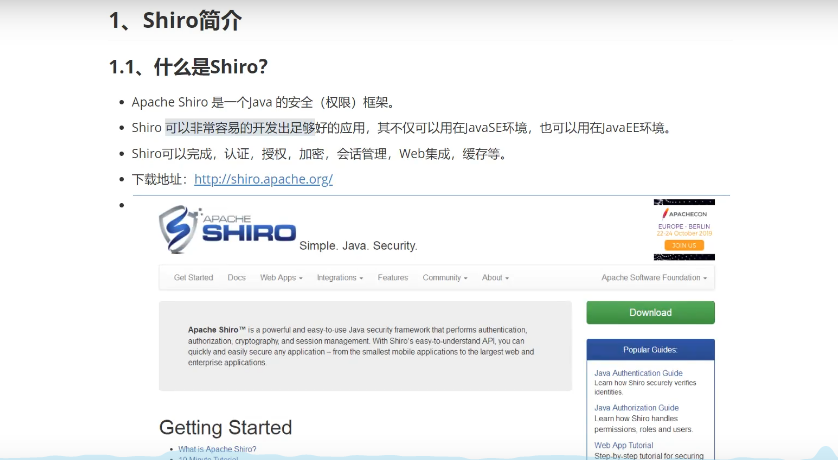 1、Shiro简介
1.1、什么是Shiro?
Apache Shiro 是一个Java 的安全（权限）框架。
Shiro 可以非常容易的开发出足够好的应用，其不仅可以用在JavaSE环境，也可以用在JavaEE环境。
Shiro可以完成，认证，授权，加密，会话管理，Web集成，缓存等。
下载地址：http://shiro.apache.org/
APACHE
SHIRO
Simple. Java. Security.
APACHECON
EUROPE - BERLIN
22-24 October 2019
JOIN US
Get Started Docs Web Apps Integrations Features Community About Apache Software Foundation
Apache Shiro™ is a powerful and easy-to-use Java security framework that performs authentication,
authorization, cryptography, and session management. With Shiro's easy-to-understand API, you can
quickly and easily secure any application – from the smallest mobile applications to the largest web and
enterprise applications.
Download
Popular Guides:
Java Authentication Guide
Learn how Shiro securely verifies
identities.
Java Authorization Guide
Learn how Shiro handles
permissions, roles and users.
Web App Tutorial
Step-by-step tutorial for securing
Getting Started
What is Apache Shiro?
10 Minute Tutorial